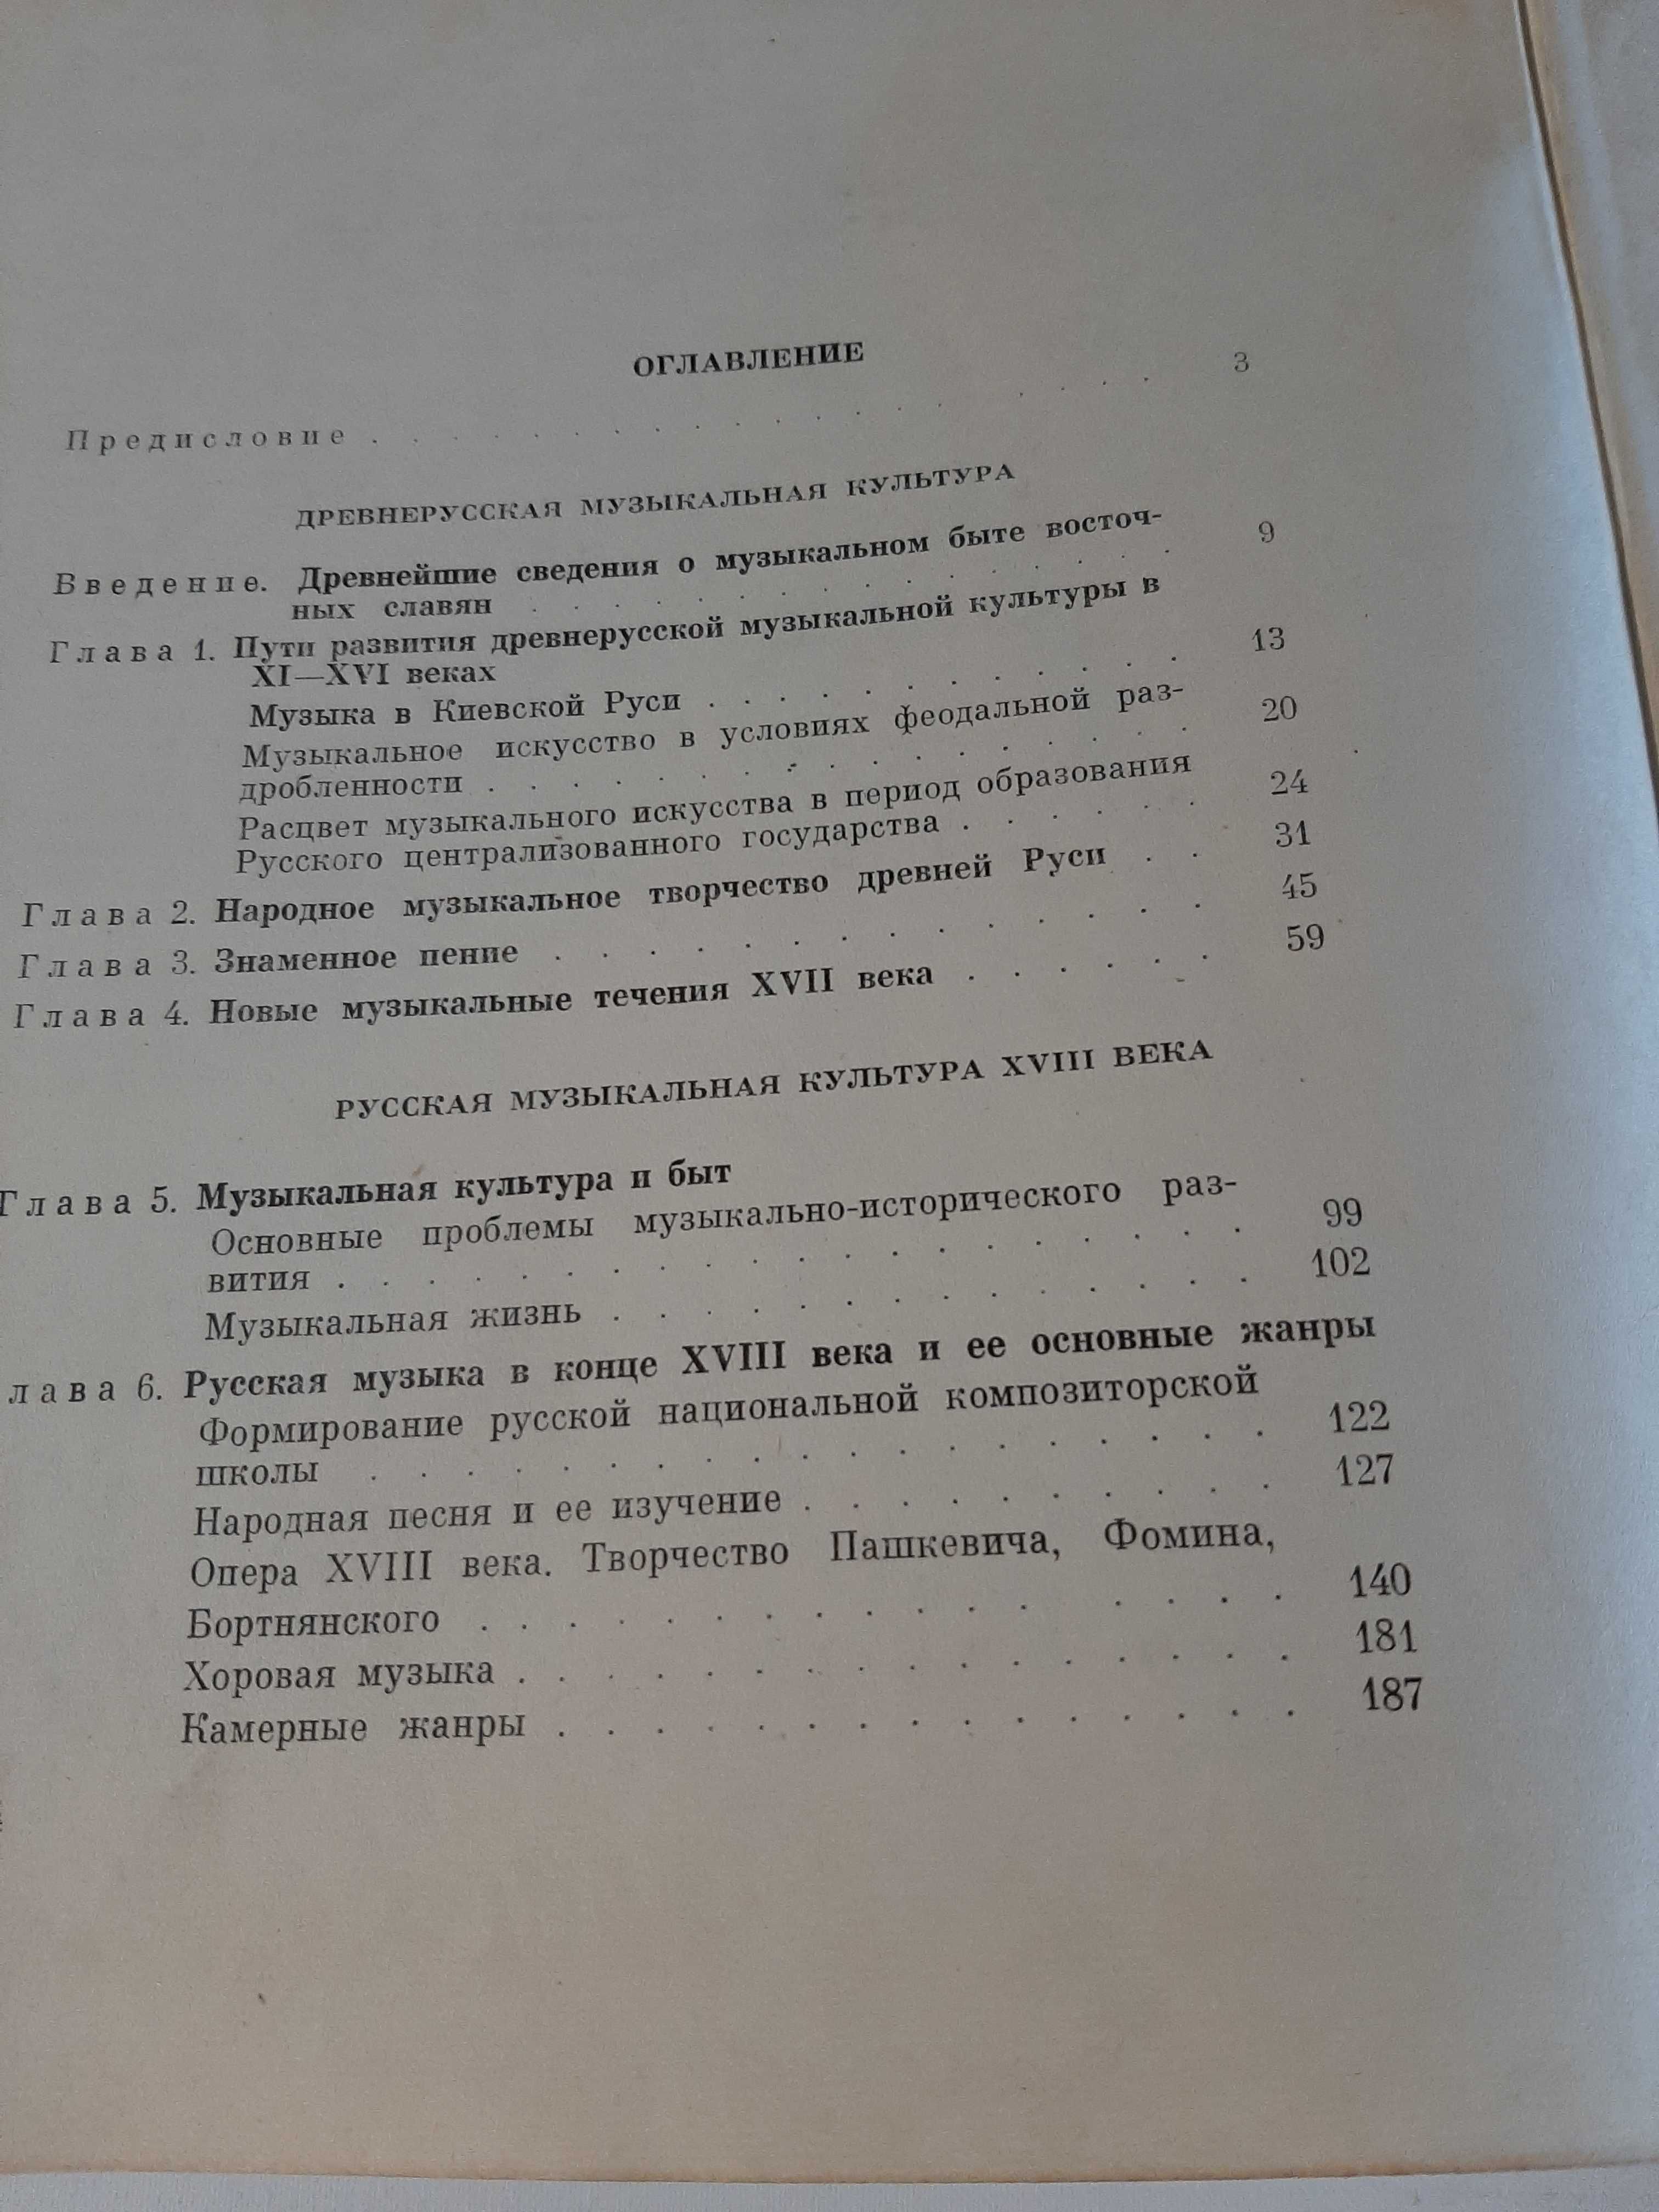 ОГЛАВЛЕНИЕ
Предисловие . . . . . . . . . . . . . . . . . 3
ДРЕВНЕРУССКАЯ МУЗЫКАЛЬНАЯ КУЛЬТУРА
Введение. Древнейшие сведения о музыкальном быте восточ-
ных славян . . . . . . . . . . . . . . . 9
Глава 1. Пути развития древнерусской музыкальной культуры в
XI—XVI веках
Музыка в Киевской Руси . . . . . . . . . . . 13
Музыкальное искусство в условиях феодальной раз-
дробленности . . . . . . . . . . . . . . . 20
Расцвет музыкального искусства в период образования
Русского централизованного государства . . . . . . 24
Глава 2. Народное музыкальное творчество древней Руси . . 31
Глава 3. Знаменное пение . . . . . . . . . . . . . . 45
Глава 4. Новые музыкальные течения XVII века . . . . . . 59
РУССКАЯ МУЗЫКАЛЬНАЯ КУЛЬТУРА XVIII ВЕКА
Глава 5. Музыкальная культура и быт
Основные проблемы музыкально-исторического раз-
вития . . . . . . . . . . . . . . . . . . . . 99
Музыкальная жизнь . . . . . . . . . . . . . . 102
лава 6. Русская музыка в конце XVIII века и ее основные жанры
Формирование русской национальной композиторской
школы . . . . . . . . . . . . . . . . . . . 122
Народная песня и ее изучение . . . . . . . . . . 127
Опера XVIII века. Творчество Пашкевича, Фомина,
Бортнянского . . . . . . . . . . . . . . . . 140
Хоровая музыка . . . . . . . . . . . . . . . . 181
Камерные жанры . . . . . . . . . . . . . . . 187